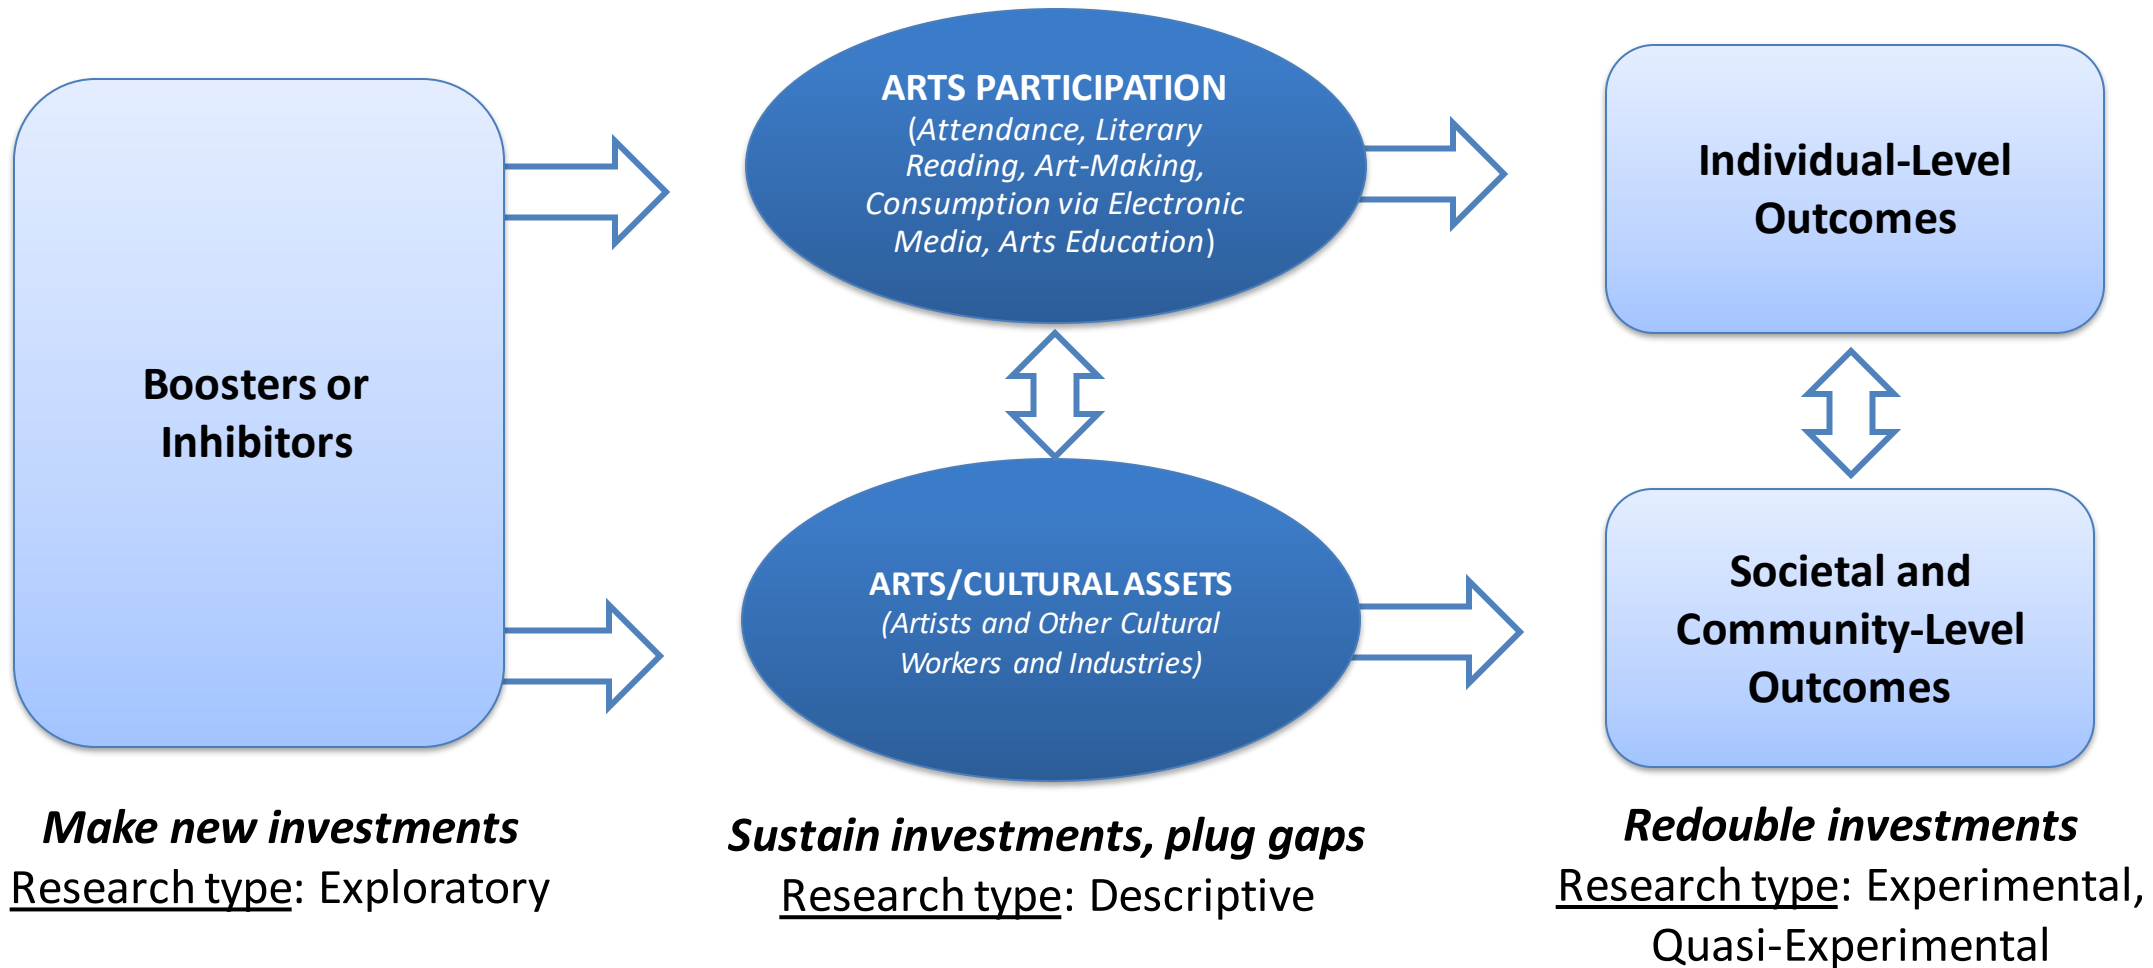 Boosters or
Inhibitors
ARTS PARTICIPATION
(Attendance, Literary
Reading, Art-Making,
Consumption via Electronic
Media, Arts Education)
Individual-Level
Outcomes
ARTS/CULTURAL ASSETS
(Artists and Other Cultural
Workers and Industries)
Societal and
Community-Level
Outcomes
Make new investments
Research type: Exploratory
Sustain investments, plug gaps
Research type: Descriptive
Redouble investments
Research type: Experimental,
Quasi-Experimental